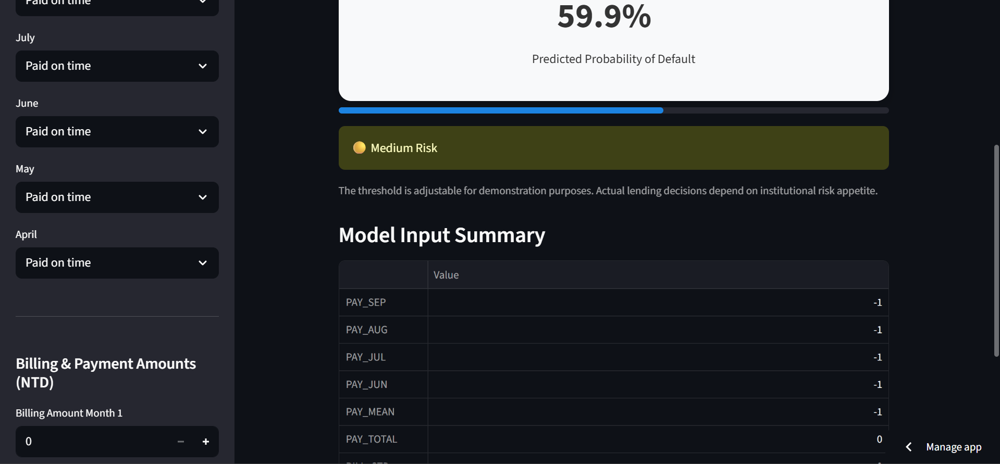 Paid on time
July
Paid on time
June
Paid on time
May
Paid on time
April
Paid on time
Billing & Payment Amounts
(NTD)
Billing Amount Month 1
0
59.9%
Predicted Probability of Default
Medium Risk
The threshold is adjustable for demonstration purposes. Actual lending decisions depend on institutional risk appetite.
Model Input Summary
Value
PAY_SEP -1
PAY_AUG -1
PAY_JUL -1
PAY_JUN -1
PAY_MEAN -1
PAY_TOTAL 0
Manage app